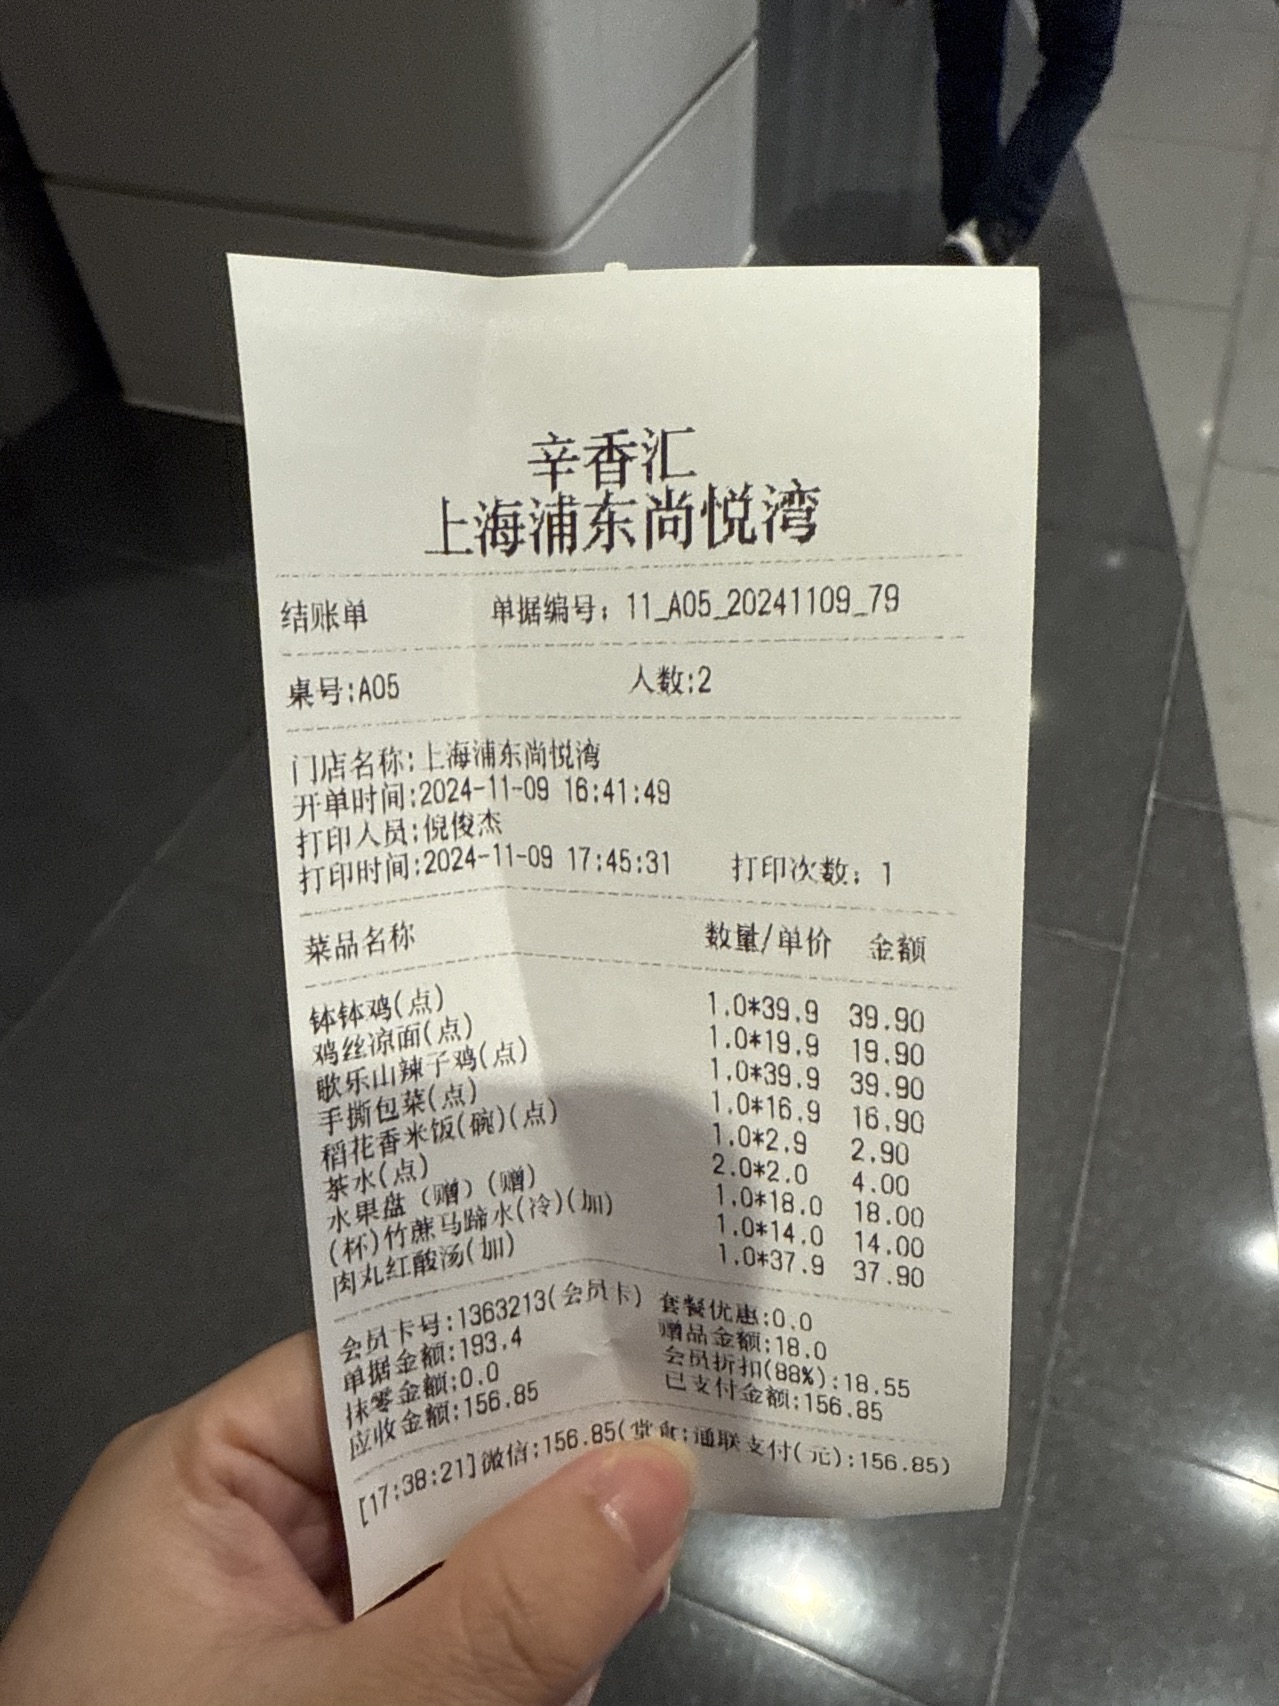 辛香汇
上海浦东尚悦湾
结账单 单据编号：11_A05_20241109_79
桌号:A05 人数:2
门店名称:上海浦东尚悦湾
开单时间:2024-11-09 16:41:49
打印人员:倪俊杰
打印时间:2024-11-09 17:45:31 打印次数：1
菜品名称 数量/单价 金额
钵钵鸡(点) 1.0*39.9 39.90
鸡丝凉面(点) 1.0*19.9 19.90
歌乐山辣子鸡(点) 1.0*39.9 39.90
手撕包菜(点) 1.0*16.9 16.90
稻花香米饭(碗)(点) 1.0*2.9 2.90
茶水(点) 2.0*2.0 4.00
水果盘（赠）(赠) 1.0*18.0 18.00
(杯)竹蔗马蹄水(冷)(加) 1.0*14.0 14.00
肉丸红酸汤(加) 1.0*37.9 37.90
会员卡号:1363213(会员卡) 套餐优惠:0.0
单据金额:193.4 赠品金额:18.0
抹零金额:0.0 会员折扣(88%):18.55
应收金额:156.85 已支付金额:156.85
[17:38:21]微信:156.85(堂食:通联支付(元):156.85)